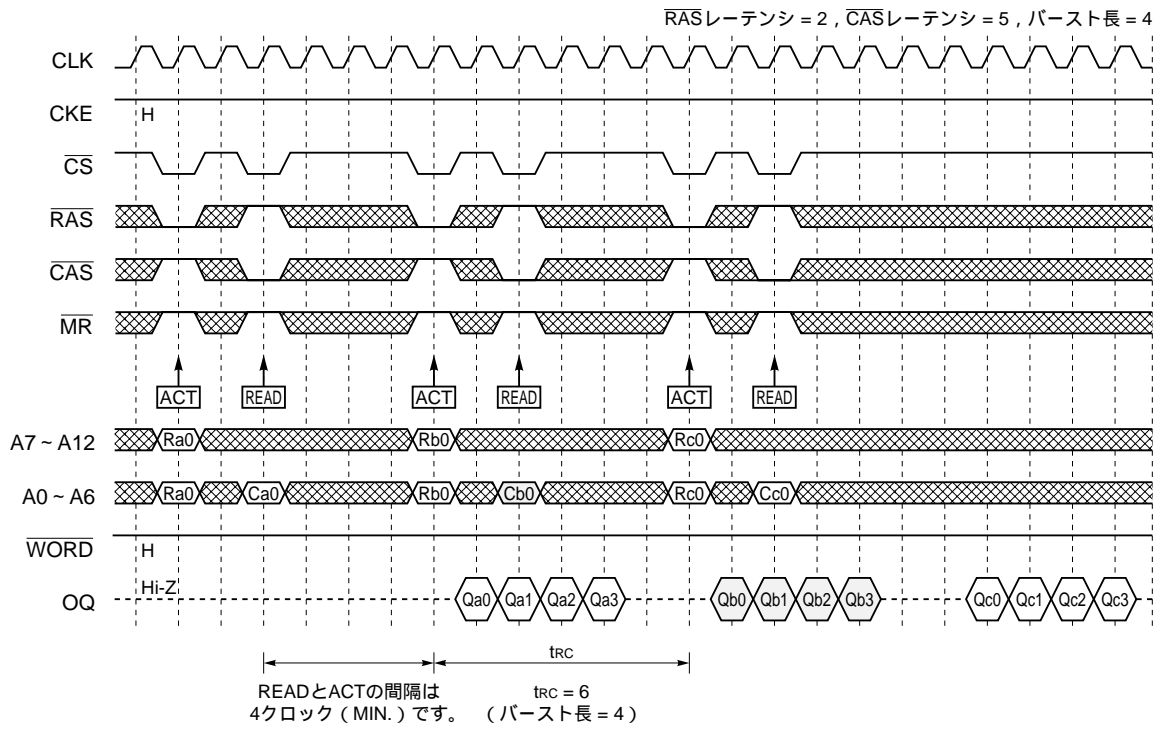 RASレーテンシ = 2 , CASレーテンシ = 5 , バースト長 = 4
CLK
CKE H
CS
RAS
CAS
MR
ACT READ ACT READ ACT READ
A7 ~ A12 Ra0 Rb0 Rc0
A0 ~ A6 Ra0 Ca0 Rb0 Cb0 Rc0 Cc0
WORD H
OQ Hi-Z Qa0 Qa1 Qa2 Qa3 Qb0 Qb1 Qb2 Qb3 Qc0 Qc1 Qc2 Qc3
tRC
READとACTの間隔は tRC = 6
4クロック ( MIN. ) です。 ( バースト長 = 4 )